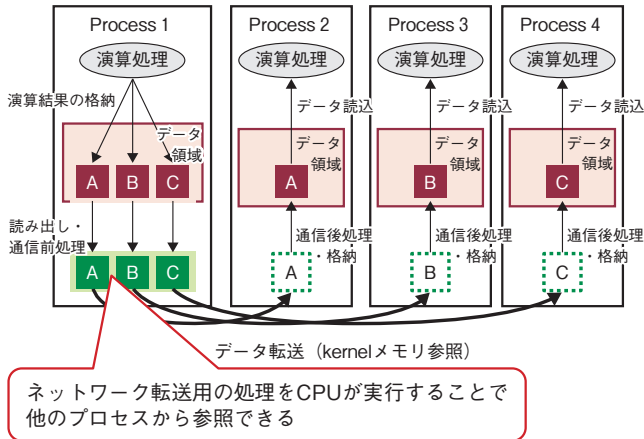 Process 1
Process 2
Process 3
Process 4
演算処理
演算処理
演算処理
演算処理
演算結果の格納
データ
領域
データ読込
データ
領域
データ読込
データ
領域
データ読込
データ
領域
A
B
C
A
B
C
読み出し・
通信前処理
通信後処理
・格納
通信後処理
・格納
通信後処理
・格納
A
B
C
A
B
C
データ転送（kernelメモリ参照）
ネットワーク転送用の処理をCPUが実行することで
他のプロセスから参照できる